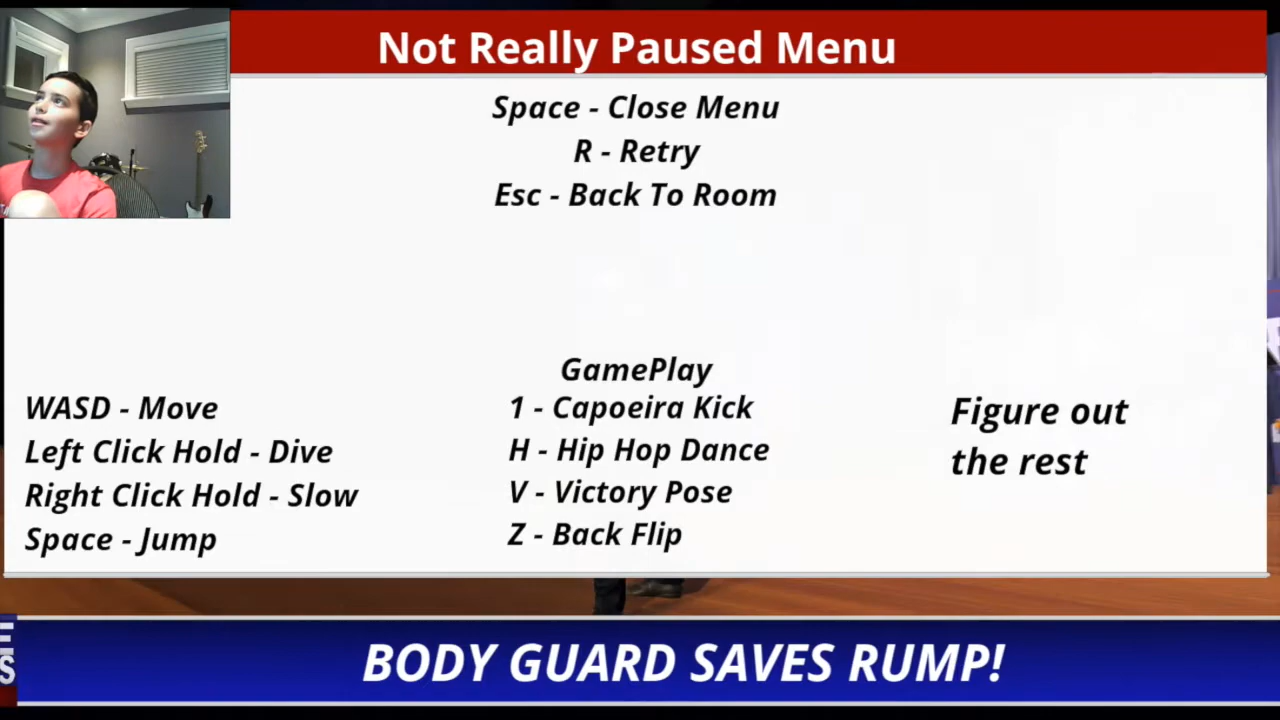 Not Really Paused Menu
Space - Close Menu
R - Retry
Esc - Back To Room
GamePlay
WASD - Move
Left Click Hold - Dive
Right Click Hold - Slow
Space - Jump
1 - Capoeira Kick
H - Hip Hop Dance
V - Victory Pose
Z - Back Flip
Figure out
the rest
BODY GUARD SAVES RUMP!